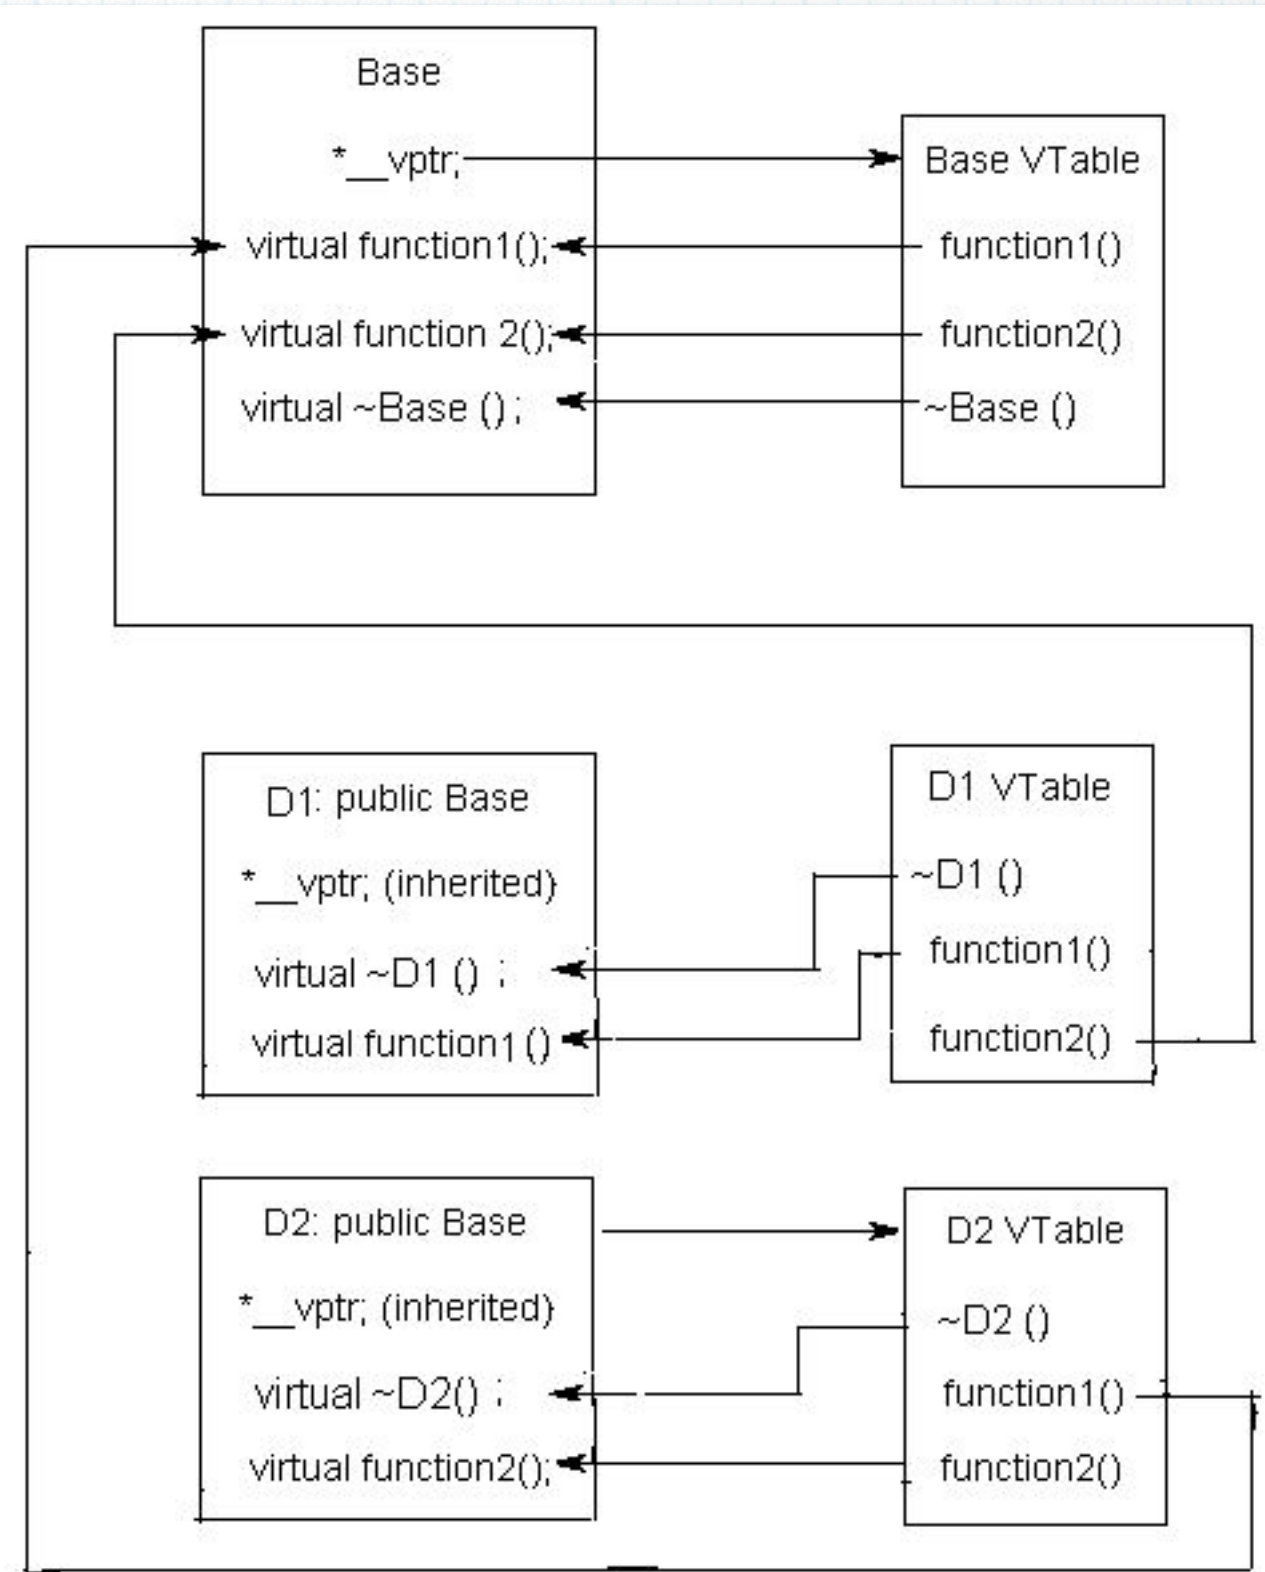 Base
*__vptr;
virtual function1();
virtual function 2();
virtual ~Base () ;
Base VTable
function1()
function2()
~Base ()
D1: public Base
*__vptr; (inherited)
virtual ~D1 () ;
virtual function1 ()
D1 VTable
~D1 ()
function1()
function2()
D2: public Base
*__vptr; (inherited)
virtual ~D2() ;
virtual function2();
D2 VTable
~D2 ()
function1()
function2()